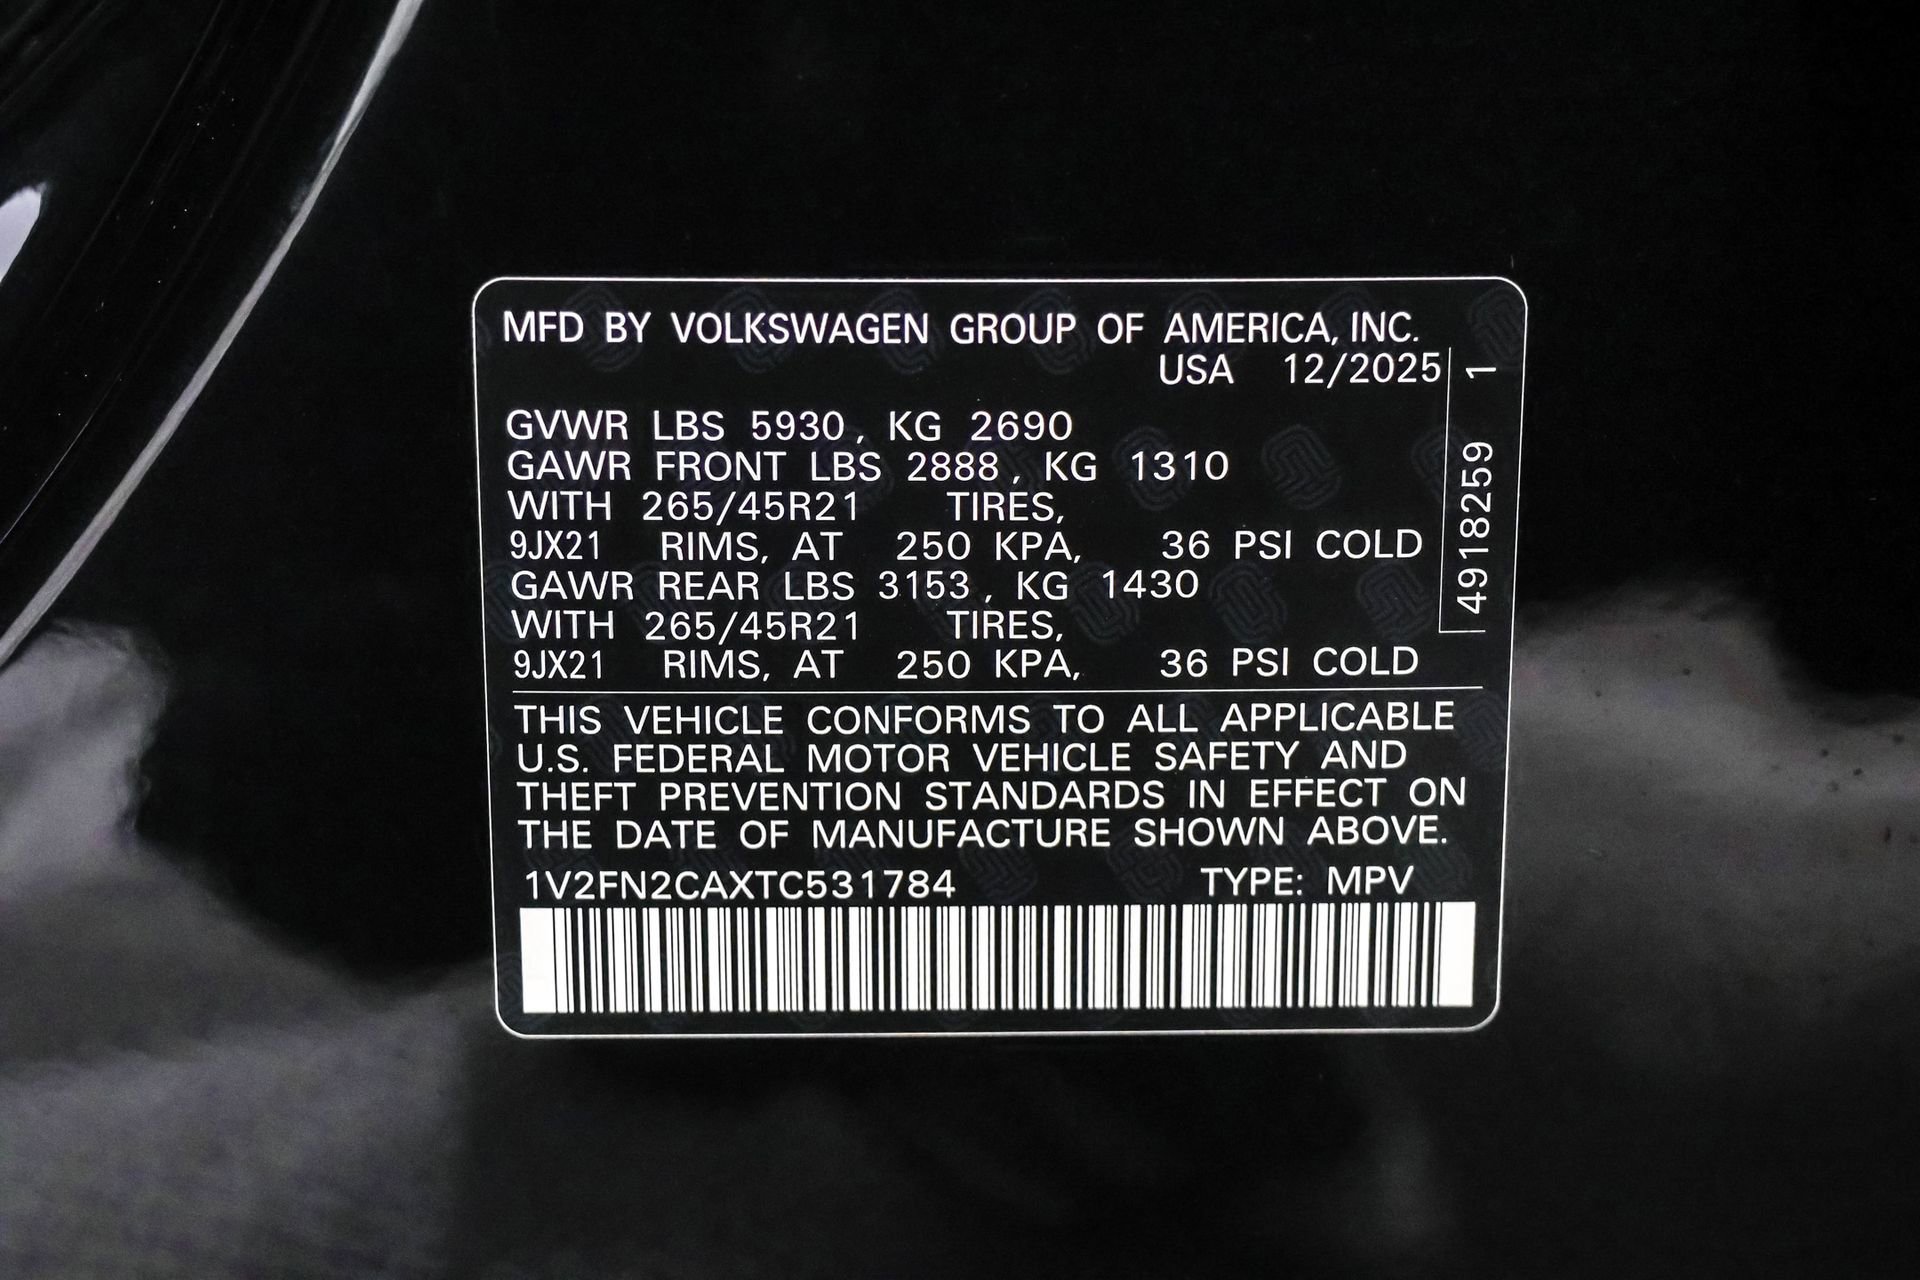 MFD BY VOLKSWAGEN GROUP OF AMERICA, INC.
USA 12/2025
GVWR LBS 5930, KG 2690
GAWR FRONT LBS 2888, KG 1310
WITH 265/45R21 TIRES,
9JX21 RIMS, AT 250 KPA, 36 PSI COLD
GAWR REAR LBS 3153, KG 1430
WITH 265/45R21 TIRES,
9JX21 RIMS, AT 250 KPA, 36 PSI COLD
4918259 1
THIS VEHICLE CONFORMS TO ALL APPLICABLE
U.S. FEDERAL MOTOR VEHICLE SAFETY AND
THEFT PREVENTION STANDARDS IN EFFECT ON
THE DATE OF MANUFACTURE SHOWN ABOVE.
1V2FN2CAXTC531784 TYPE: MPV